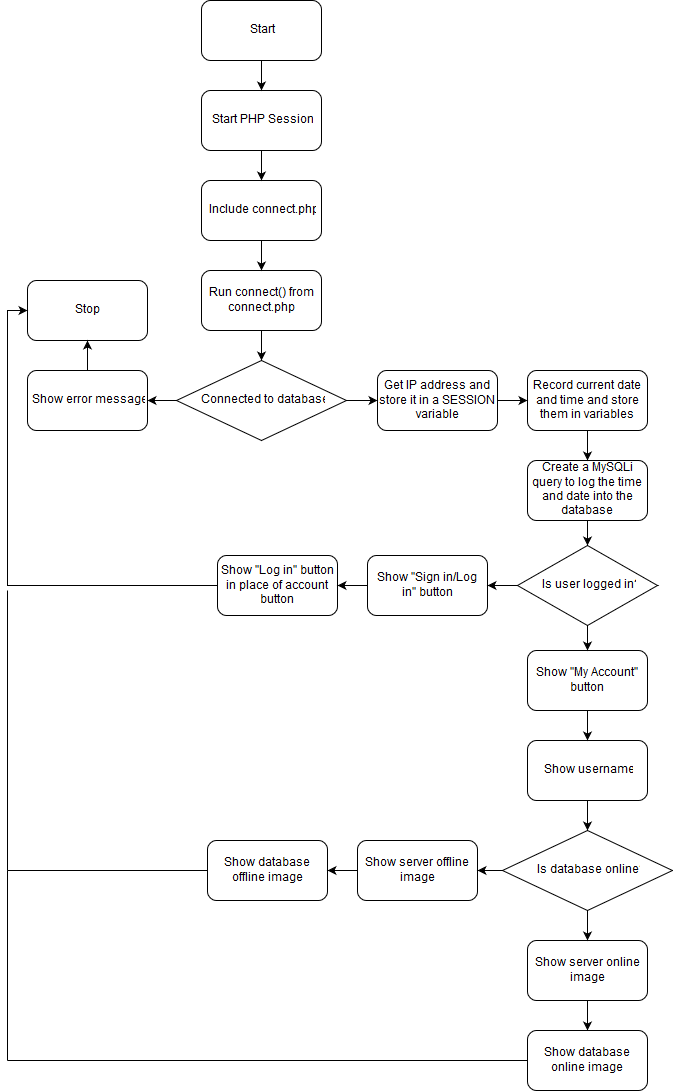 Start
Start PHP Session
Include connect.php
Run connect() from
connect.php
Stop
Show error message
Connected to database
Get IP address and
store it in a SESSION
variable
Record current date
and time and store
them in variables
Create a MySQLi
query to log the time
and date into the
database
Show "Log in" button
in place of account
button
Show "Sign in/Log
in" button
Is user logged in
Show "My Account"
button
Show username
Show database
offline image
Show server offline
image
Is database online
Show server online
image
Show database
online image